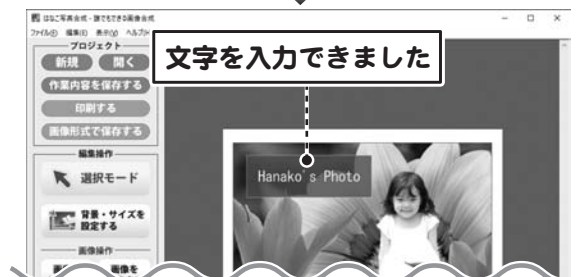 はなこ写真合成 - 誰でもできる画像合成
ファイル(F) 編集(E) 表示(V) ヘルプ(H)
プロジェクト
新規 開く
作業内容を保存する
印刷する
画像形式で保存する
文字を入力できました
編集操作
選択モード
背景・サイズを
設定する
画像操作
画像を
Hanako's Photo